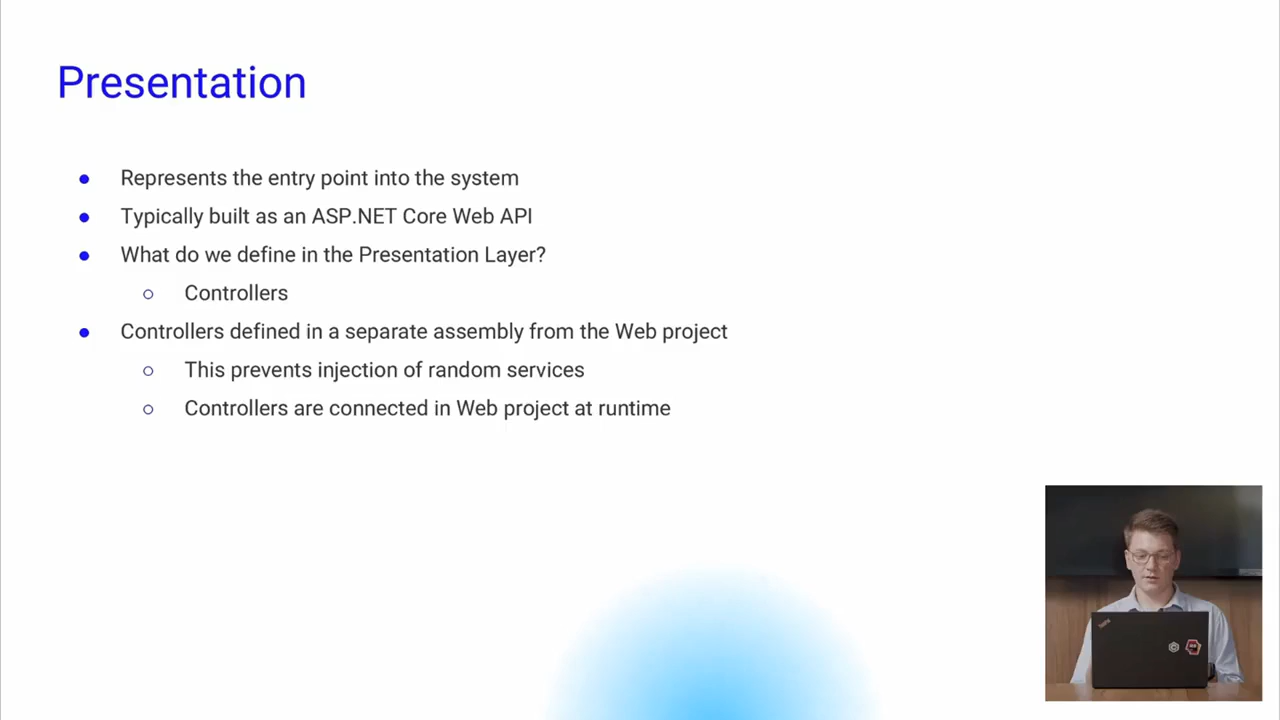 Presentation
Represents the entry point into the system
Typically built as an ASP.NET Core Web API
What do we define in the Presentation Layer?
Controllers
Controllers defined in a separate assembly from the Web project
This prevents injection of random services
Controllers are connected in Web project at runtime